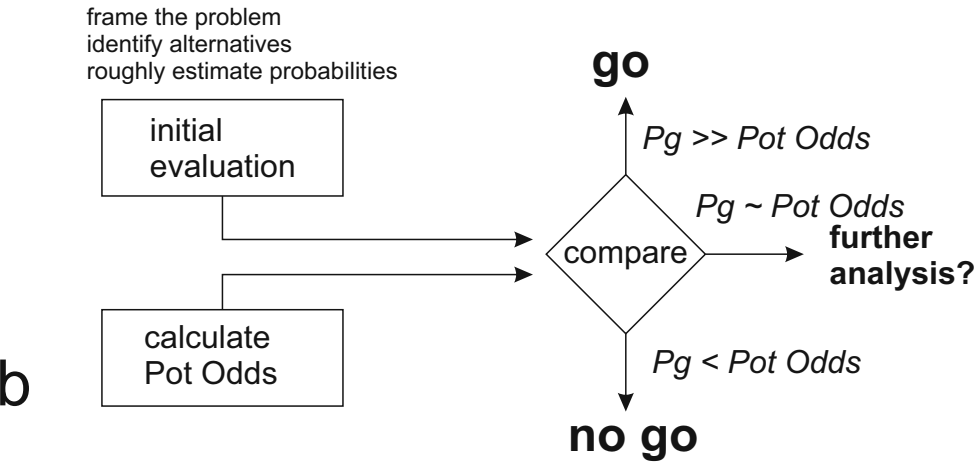 frame the problem
identify alternatives
roughly estimate probabilities
initial
evaluation
calculate
Pot Odds
b
compare
go
Pg >> Pot Odds
Pg ~ Pot Odds
further
analysis?
Pg < Pot Odds
no go